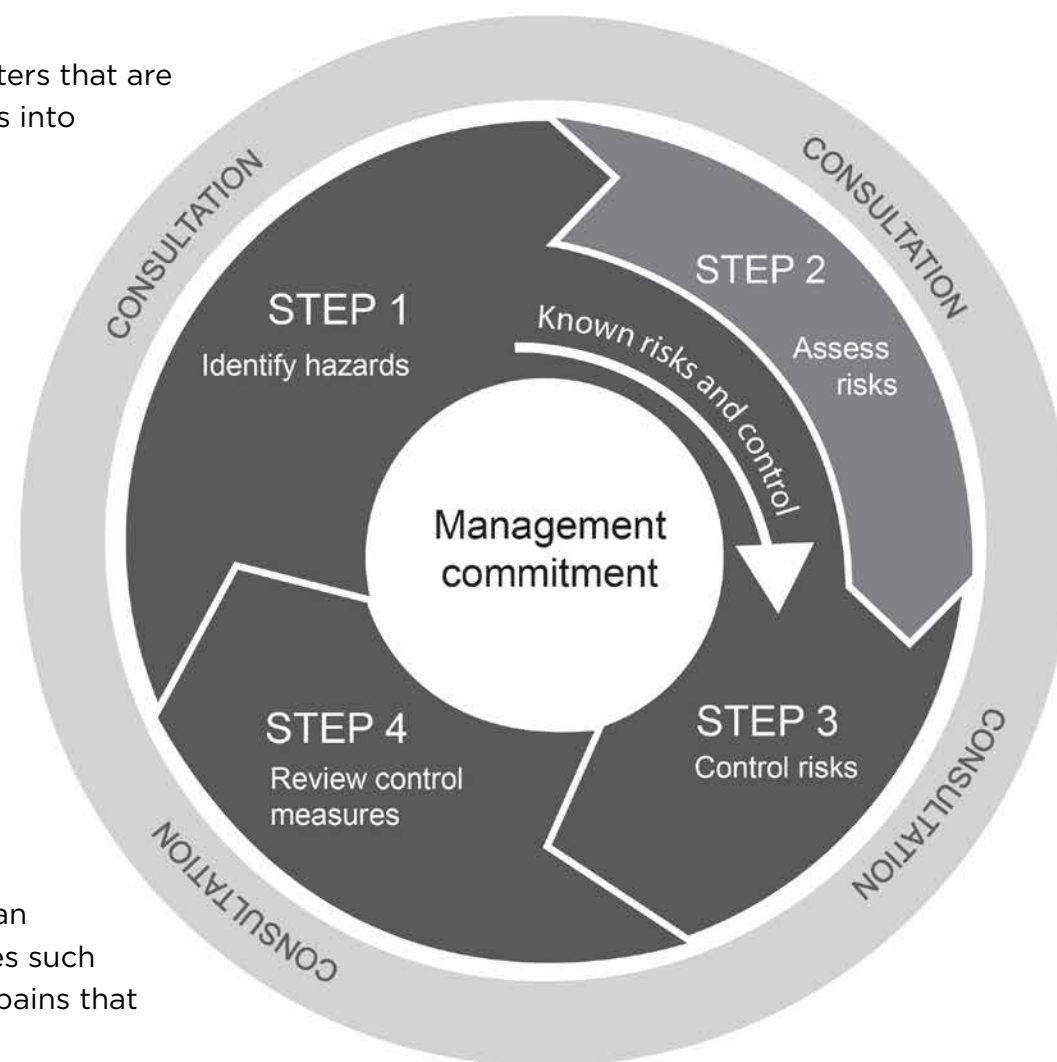 ters that are
s into
CONSULTATION
CONSULTATION
STEP 1
Identify hazards
STEP 2
Assess
risks
Known risks and control
Management
commitment
STEP 4
Review control
measures
STEP 3
Control risks
CONSULTATION
CONSULTATION
an
es such
pains that